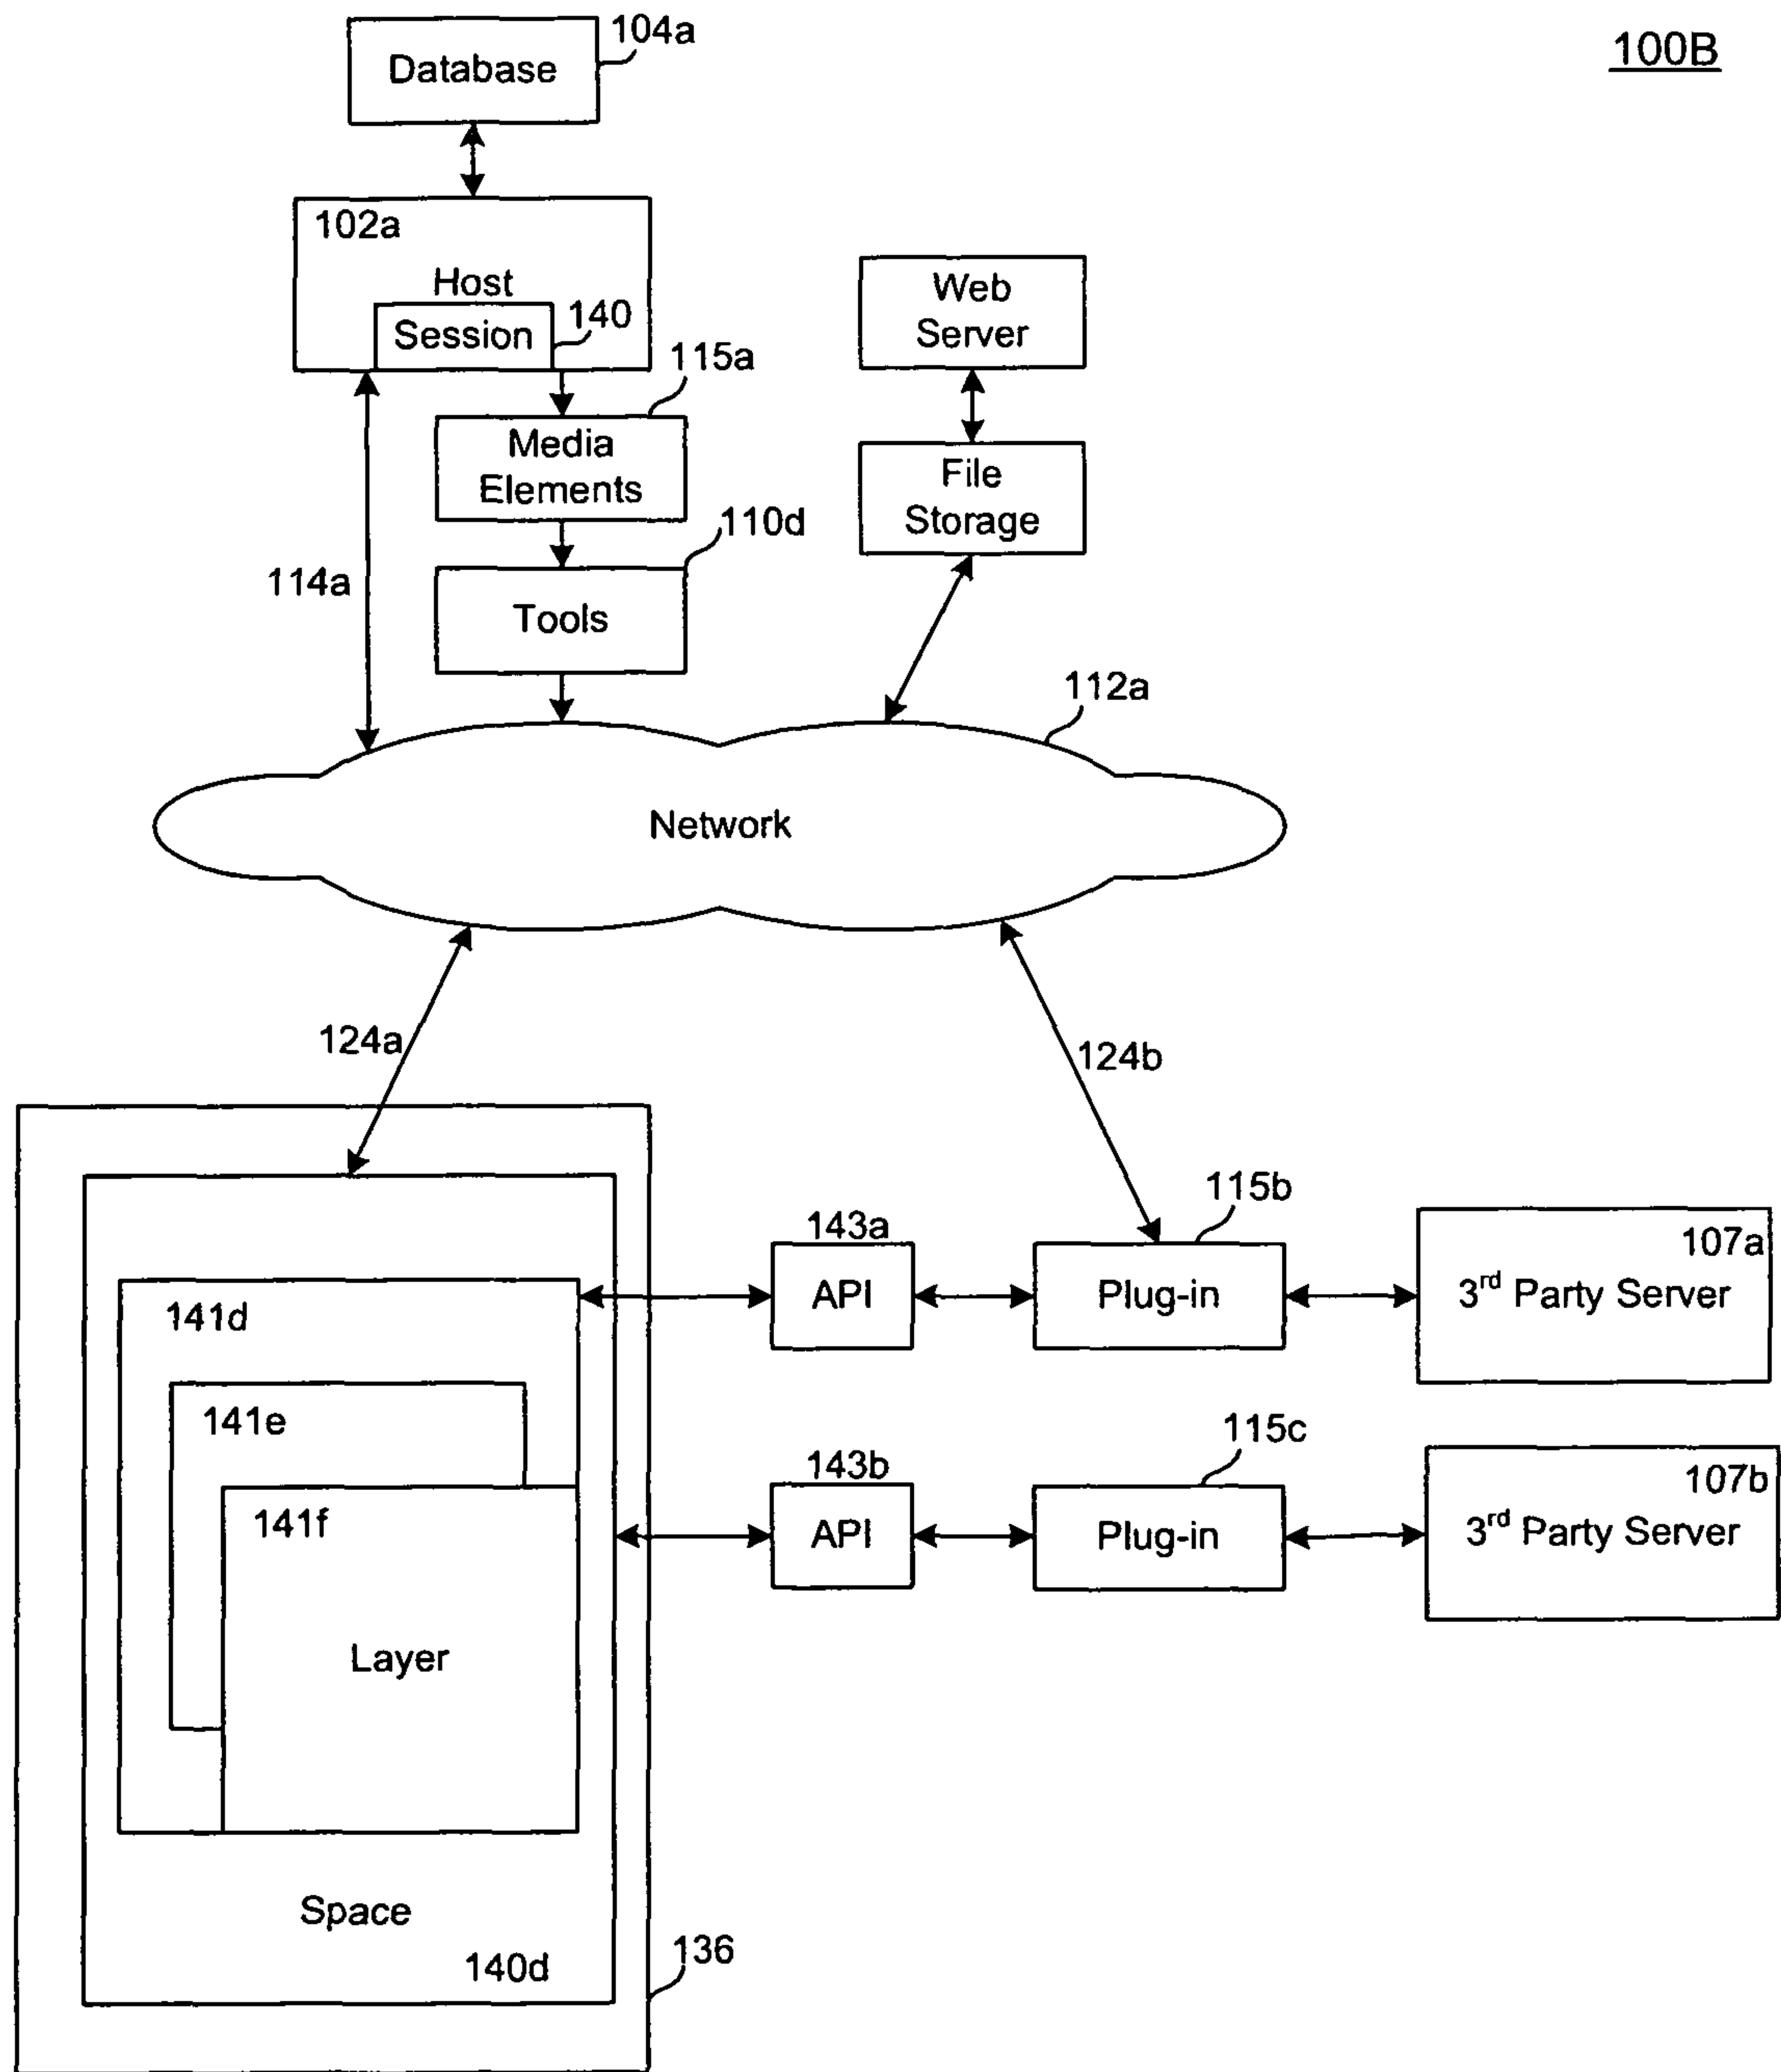 100B
104a
Database
102a
Host
Session
140
Web
Server
115a
Media
Elements
File
Storage
110d
114a
Tools
112a
Network
124a
124b
115b
143a
107a
API
Plug-in
3rd Party Server
141d
141e
115c
143b
107b
141f
API
Plug-in
3rd Party Server
Layer
Space
136
140d